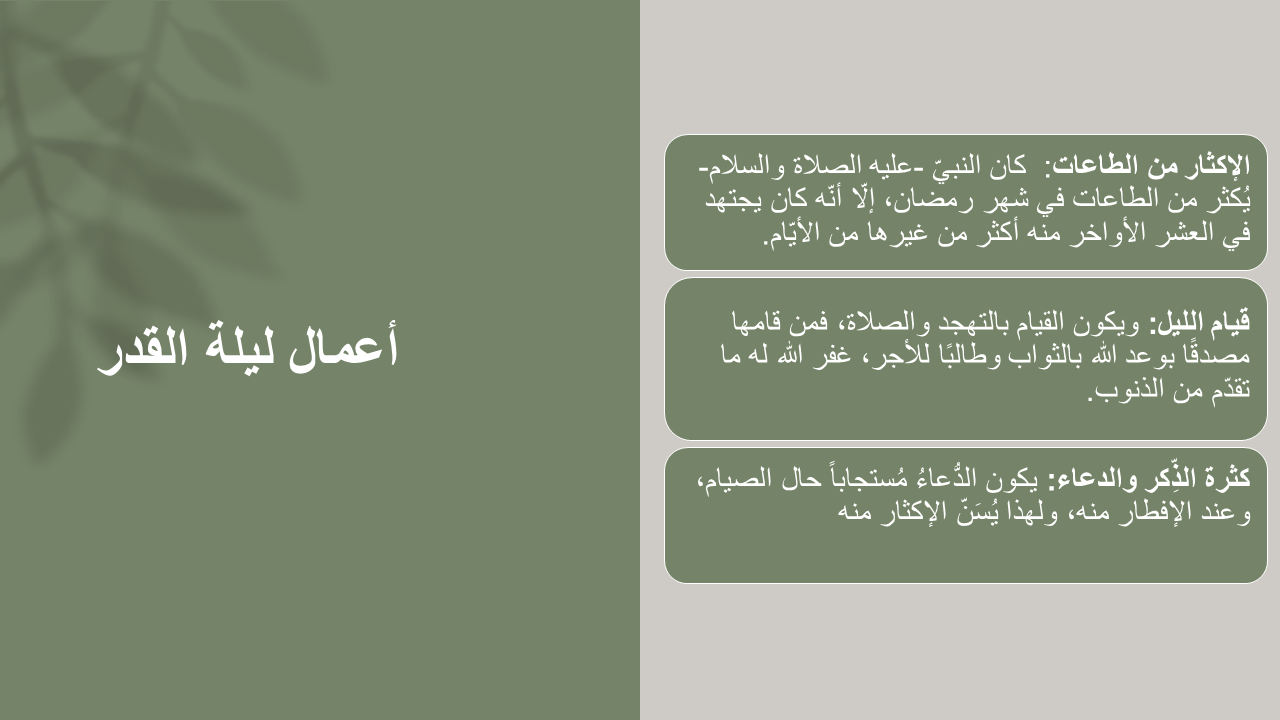 أعمال ليلة القدر
الإكثار من الطاعات:  كان النبيّ -عليه الصلاة والسلام-
يُكثر من الطاعات في شهر رمضان، إلّا أنّه كان يجتهد
في العشر الأواخر منه أكثر من غيرها من الأيّام.
قيام الليل: ويكون القيام بالتهجد والصلاة، فمن قامها
مصدقًا بوعد الله بالثواب وطالبًا للأجر، غفر الله له ما
تقدّم من الذنوب.
كثرة الذِّكر والدعاء: يكون الدُّعاءُ مُستجاباً حال الصيام،
وعند الإفطار منه، ولهذا يُسَنّ الإكثار منه